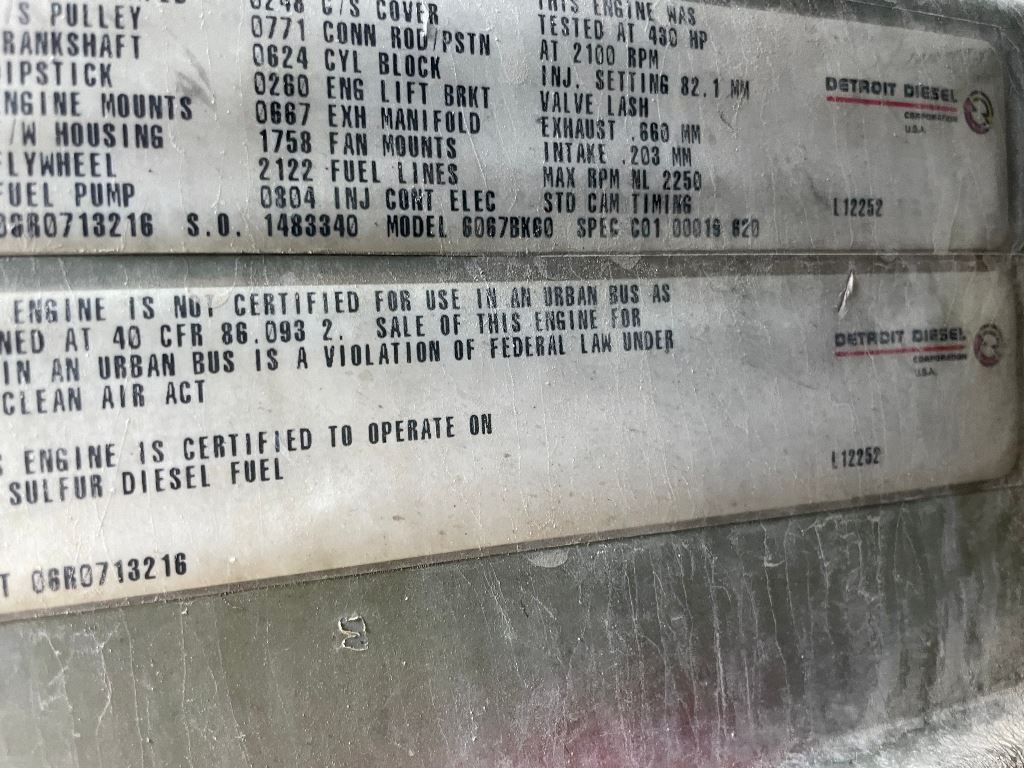 /S PULLEY 0298 C/S COVER THIS ENGINE WAS
RANKSHAFT 0771 CONN ROD/PSTN TESTED AT 430 HP
IPSTICK 0624 CYL BLOCK AT 2100 RPM
NGINE MOUNTS 0260 ENG LIFT BRKT INJ. SETTING 82.1 MM
/W HOUSING 0667 EXH MANIFOLD VALVE LASH
LYWHEEL 1758 FAN MOUNTS EXHAUST .660 MM
FUEL PUMP 2122 FUEL LINES INTAKE .203 MM
0804 INJ CONT ELEC MAX RPM NL 2250
STD CAM TIMING
06R0713216 S.O. 1483340 MODEL 6067BK60 SPEC C01 00016 620
DETROIT DIESEL
CORPORATION
U.S.A.
L12252
ENGINE IS NOT CERTIFIED FOR USE IN AN URBAN BUS AS
NED AT 40 CFR 86.093 2. SALE OF THIS ENGINE FOR
IN AN URBAN BUS IS A VIOLATION OF FEDERAL LAW UNDER
CLEAN AIR ACT
ENGINE IS CERTIFIED TO OPERATE ON
SULFUR DIESEL FUEL
T 06R0713216
DETROIT DIESEL
CORPORATION
U.S.A.
L12252